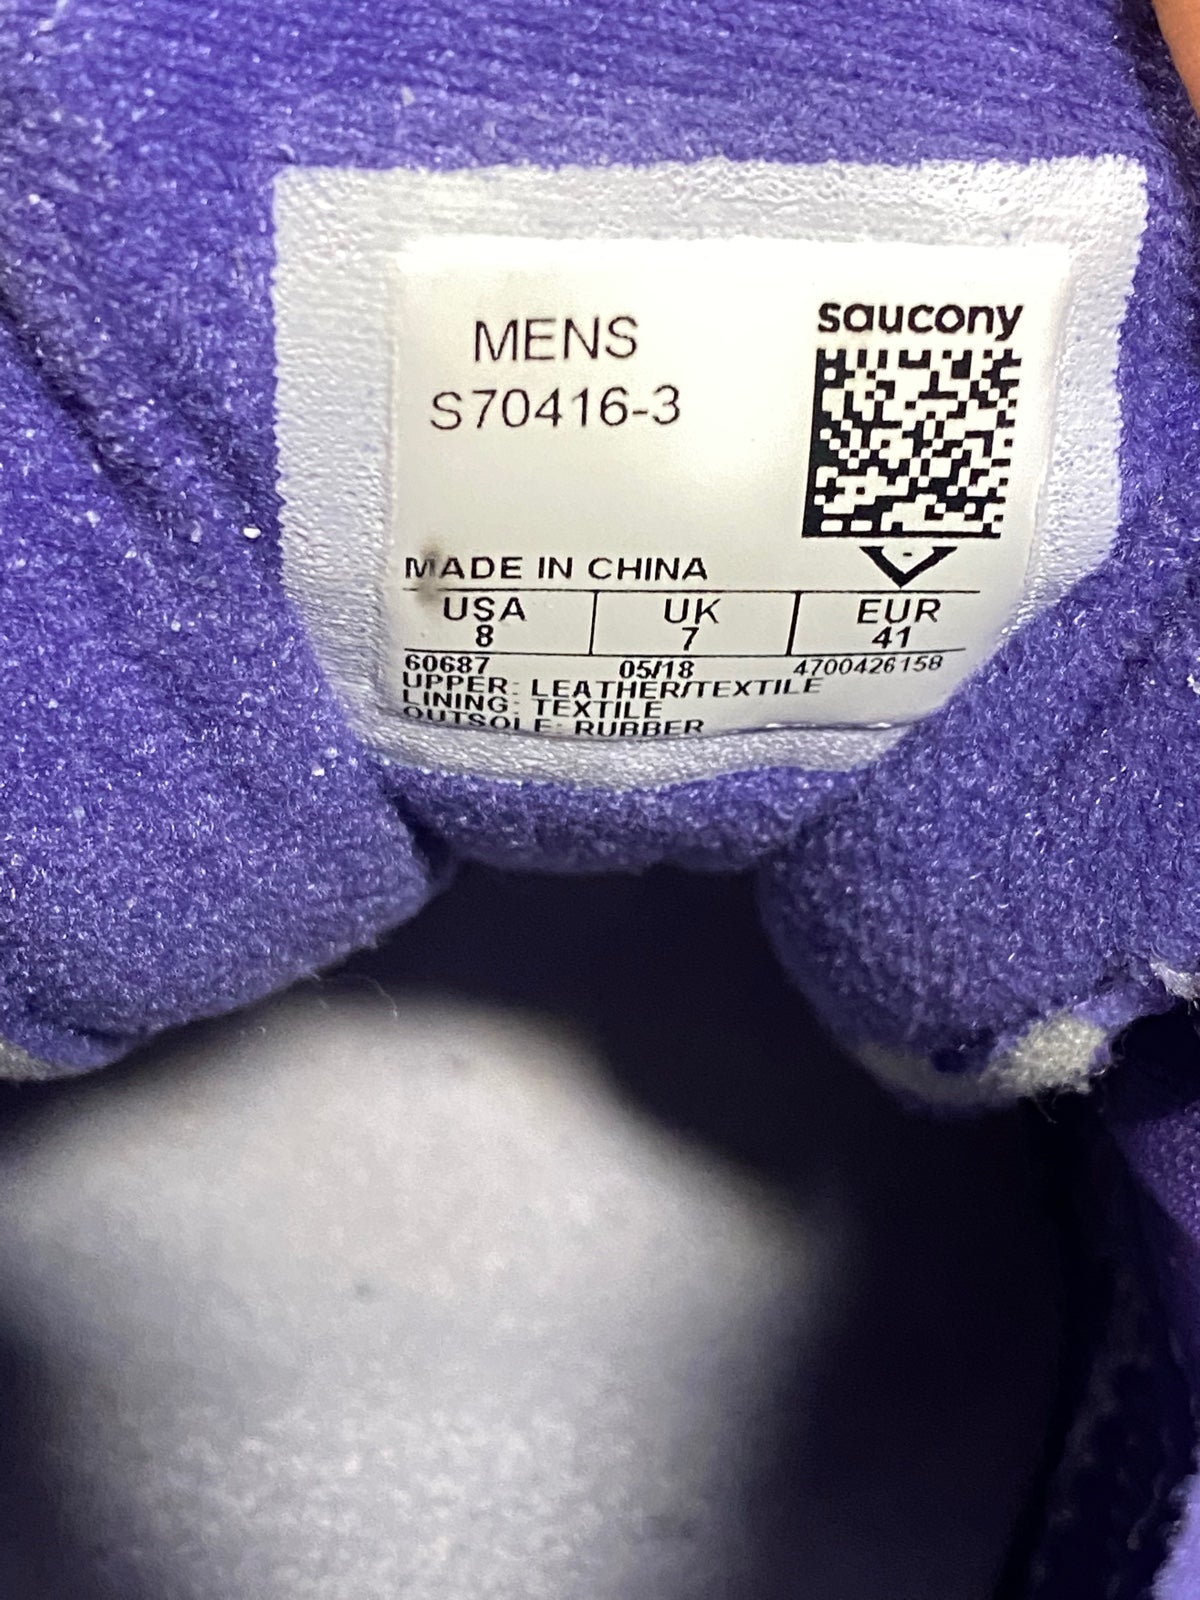 saucony
MENS
S70416-3
MADE IN CHINA
USA UK EUR
8 7 41
60687 05/18 4700426158
UPPER: LEATHER/TEXTILE
LINING: TEXTILE
OUTSOLE: RUBBER